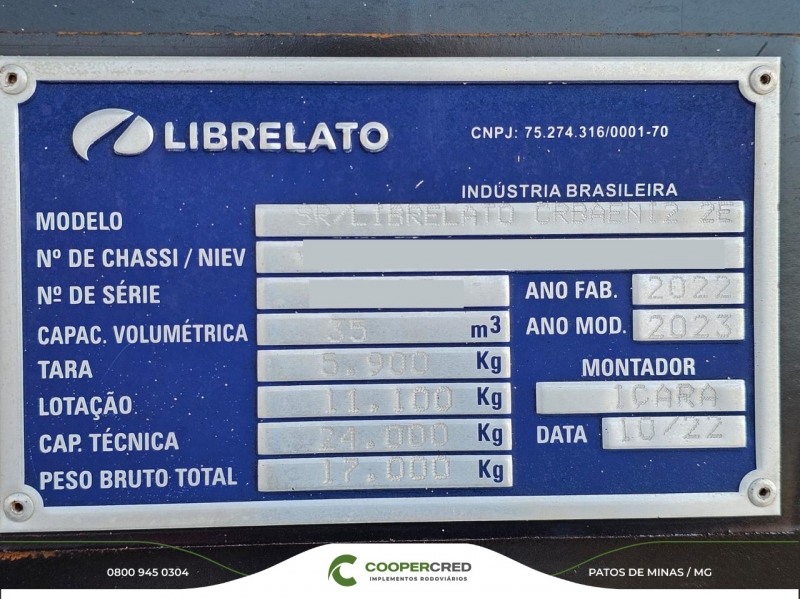 LIBRELATO
CNPJ: 75.274.316/0001-70
INDÚSTRIA BRASILEIRA
MODELO SR/LIBRELATO CRBAENT2 2E
Nº DE CHASSI / NIEV
Nº DE SÉRIE ANO FAB. 2022
CAPAC. VOLUMÉTRICA 35 m³ ANO MOD. 2023
TARA 5.900 Kg MONTADOR
LOTAÇÃO 11.100 Kg ICARA
CAP. TÉCNICA 24.000 Kg DATA 10/22
PESO BRUTO TOTAL 17.000 Kg
0800 945 0304 COOPERCRED PATOS DE MINAS / MG
IMPLEMENTOS RODOVIÁRIOS